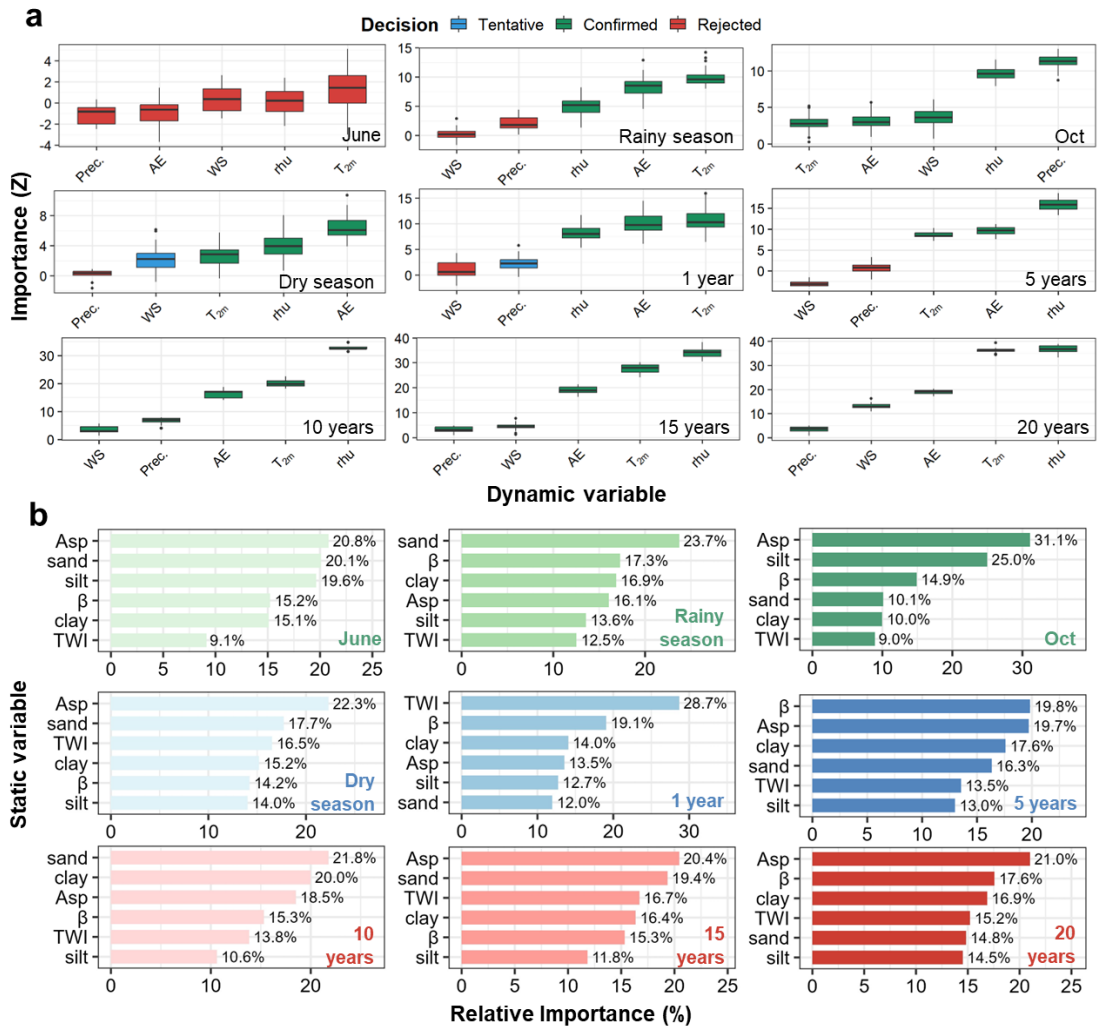 a
Decision Tentative Confirmed Rejected
Importance (Z)
4
2
0
-2
-4
June
Prec. AE WS rhu T2m
15
10
5
0
Rainy season
WS Prec. rhu AE T2m
10
5
0
Oct
T2m AE WS rhu Prec.
8
4
0
Dry season
Prec. WS T2m rhu AE
15
10
5
0
1 year
WS Prec. rhu AE T2m
15
10
5
0
5 years
WS Prec. T2m AE rhu
30
20
10
0
10 years
WS Prec. AE T2m rhu
40
30
20
10
0
15 years
Prec. WS AE T2m rhu
40
30
20
10
0
20 years
Prec. WS AE T2m rhu
Dynamic variable
b
Static variable
Asp 20.8%
sand 20.1%
silt 19.6%
β 15.2%
clay 15.1%
TWI 9.1%
June
0 5 10 15 20 25
sand 23.7%
β 17.3%
clay 16.9%
Asp 16.1%
silt 13.6%
TWI 12.5%
Rainy
season
0 10 20
Asp 31.1%
silt 25.0%
β 14.9%
sand 10.1%
clay 10.0%
TWI 9.0%
Oct
0 10 20 30
Asp 22.3%
sand 17.7%
TWI 16.5%
clay 15.2%
β 14.2%
silt 14.0%
Dry
season
0 10 20
TWI 28.7%
β 19.1%
clay 14.0%
Asp 13.5%
silt 12.7%
sand 12.0%
1 year
0 10 20 30
β 19.8%
Asp 19.7%
clay 17.6%
sand 16.3%
TWI 13.5%
silt 13.0%
5 years
0 5 10 15 20
sand 21.8%
clay 20.0%
Asp 18.5%
β 15.3%
TWI 13.8%
silt 10.6%
10
years
0 5 10 15 20 25
Asp 20.4%
sand 19.4%
TWI 16.7%
clay 16.4%
β 15.3%
silt 11.8%
15
years
0 5 10 15 20 25
Asp 21.0%
β 17.6%
clay 16.9%
TWI 15.2%
sand 14.8%
silt 14.5%
20
years
0 5 10 15 20 25
Relative Importance (%)